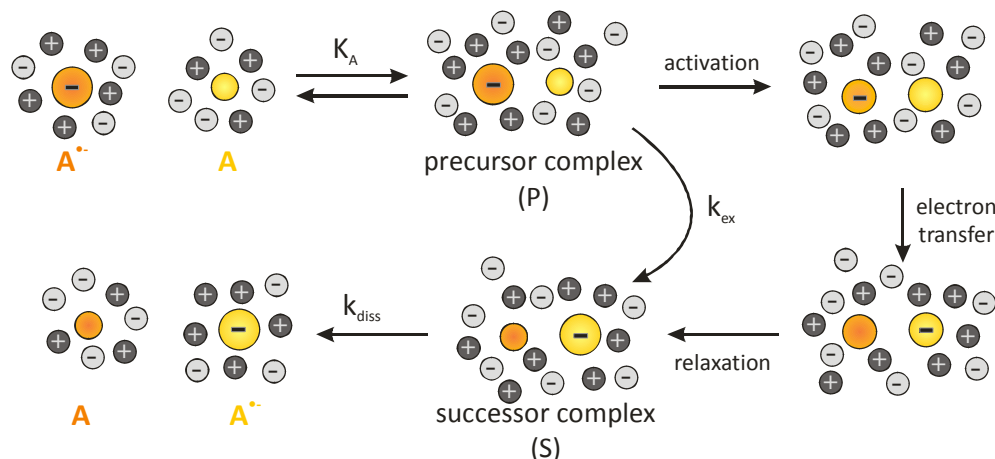 K_A
activation
A•-
A
precursor complex
(P)
k_ex
electron
transfer
k_diss
relaxation
A
A•-
successor complex
(S)